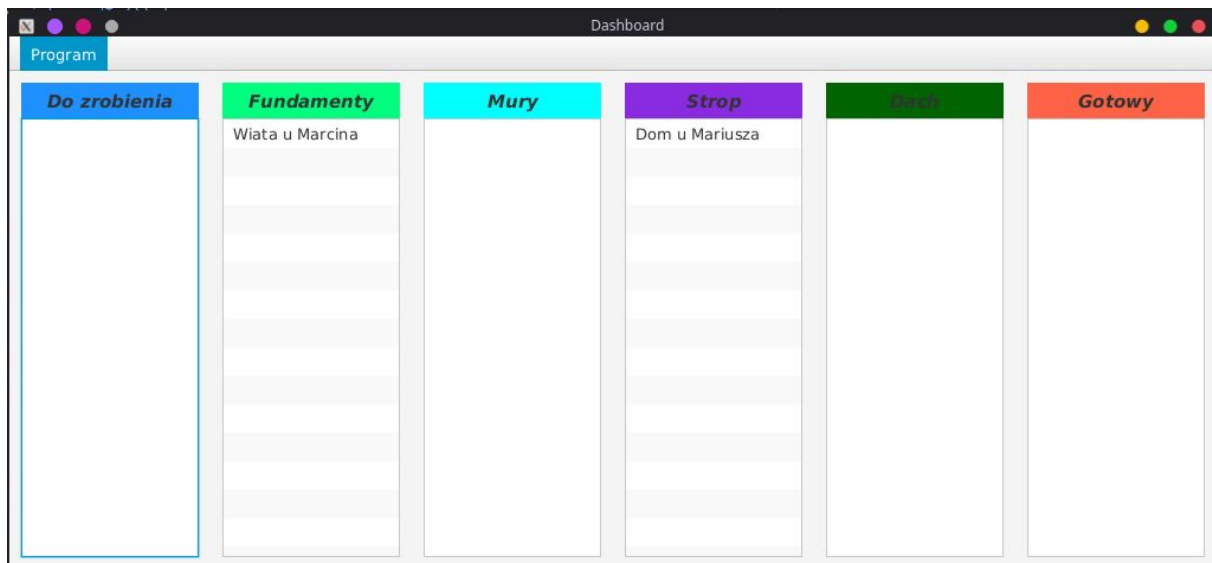 Dashboard
Program
Do zrobienia
Fundamenty
Mury
Strop
Dach
Gotowy
Wiata u Marcina
Dom u Mariusza